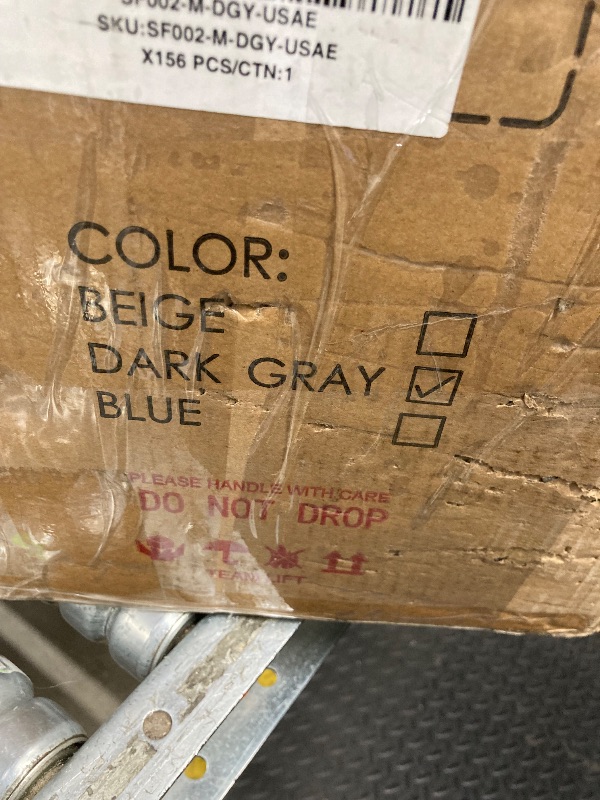 SF002-M-DGY-USAE
SKU:SF002-M-DGY-USAE
X156 PCS/CTN:1
COLOR:
BEIGE
DARK GRAY
BLUE
PLEASE HANDLE WITH CARE
DO NOT DROP
TEAM LIFT